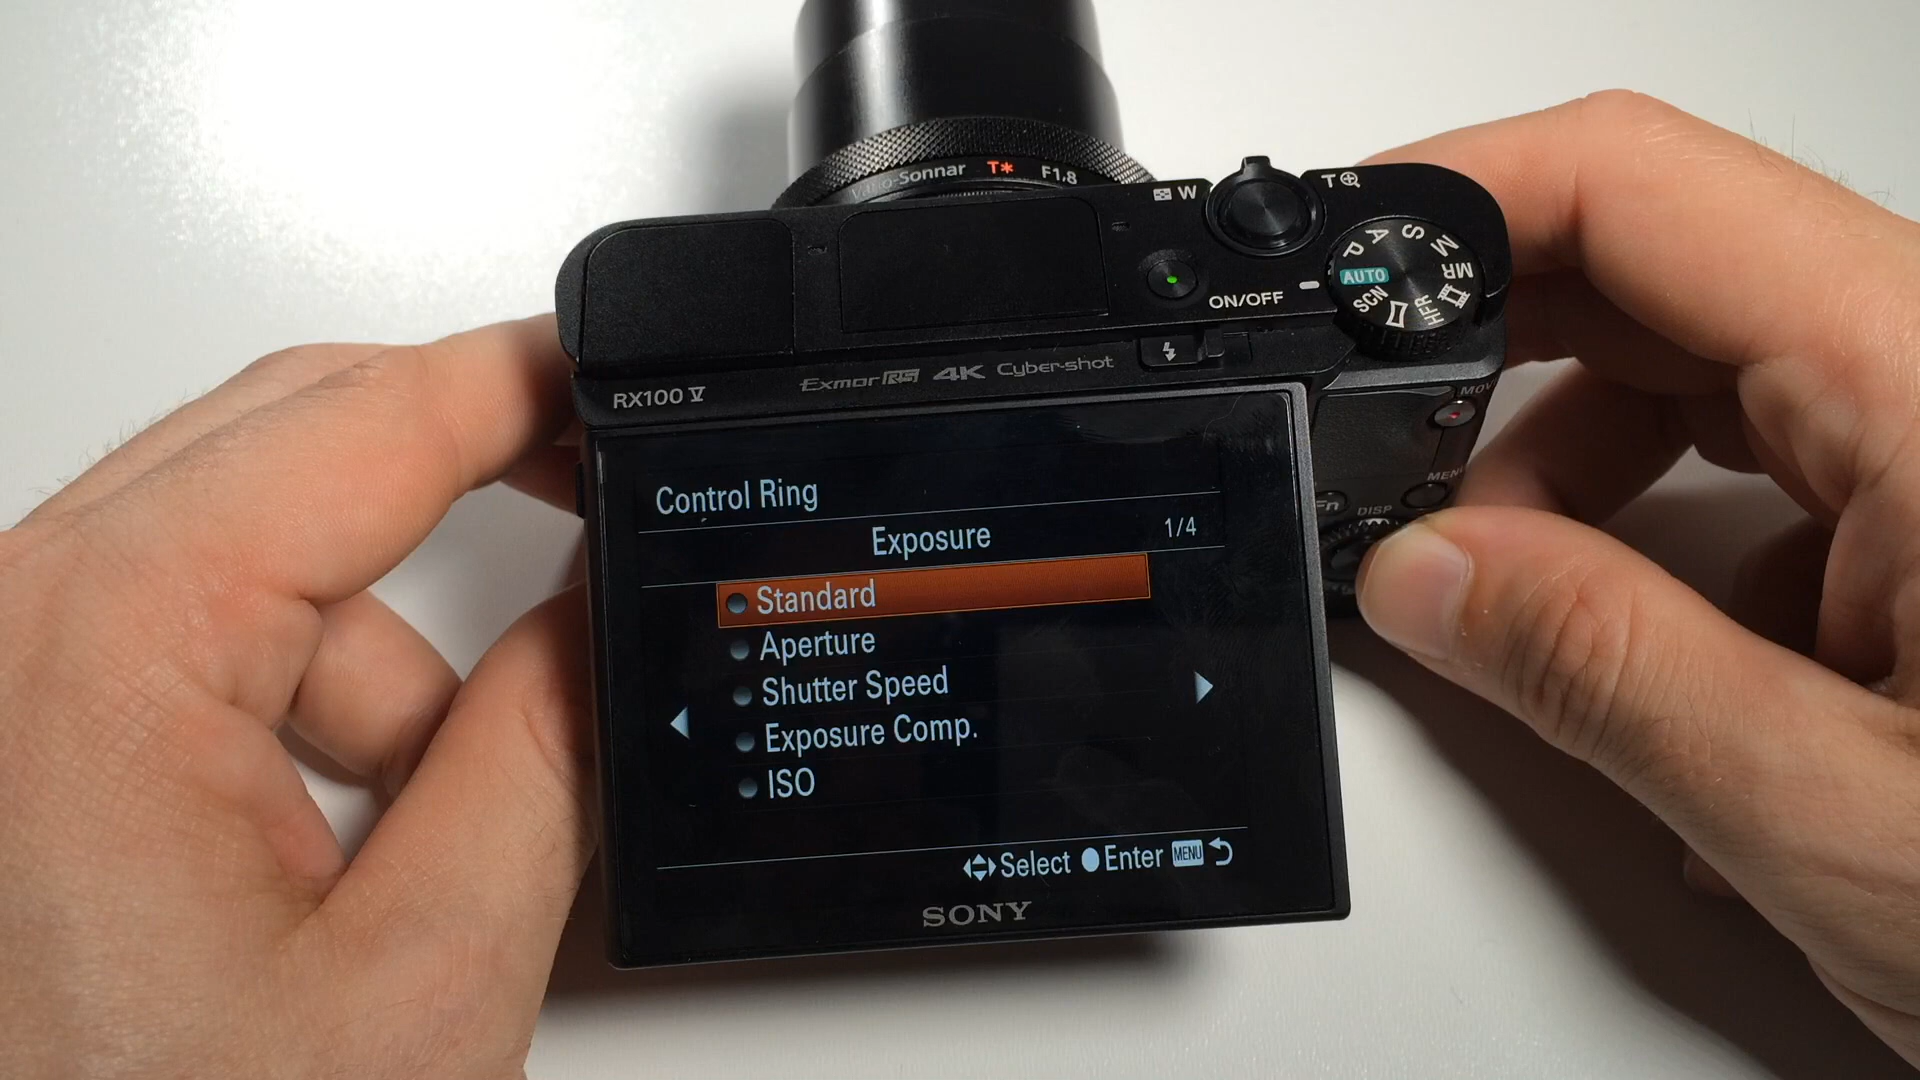 Vario-Sonnar T* F1,8
W
T
P A S M MR HFR SCN AUTO
ON/OFF
RX100 V
Exmor RS 4K Cyber-shot
MENU
Fn
DISP
Control Ring
Exposure
1/4
Standard
Aperture
Shutter Speed
Exposure Comp.
ISO
Select Enter MENU
SONY